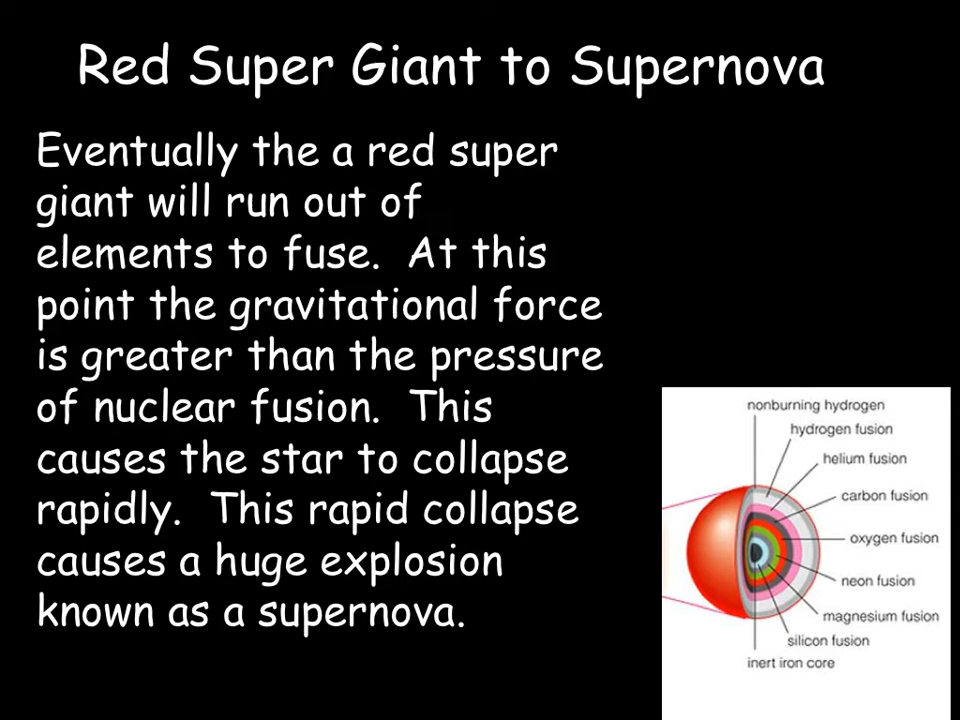 Red Super Giant to Supernova
Eventually the a red super
giant will run out of
elements to fuse.  At this
point the gravitational force
is greater than the pressure
of nuclear fusion.  This
causes the star to collapse
rapidly.  This rapid collapse
causes a huge explosion
known as a supernova.
nonburning hydrogen
hydrogen fusion
helium fusion
carbon fusion
oxygen fusion
neon fusion
magnesium fusion
silicon fusion
inert iron core